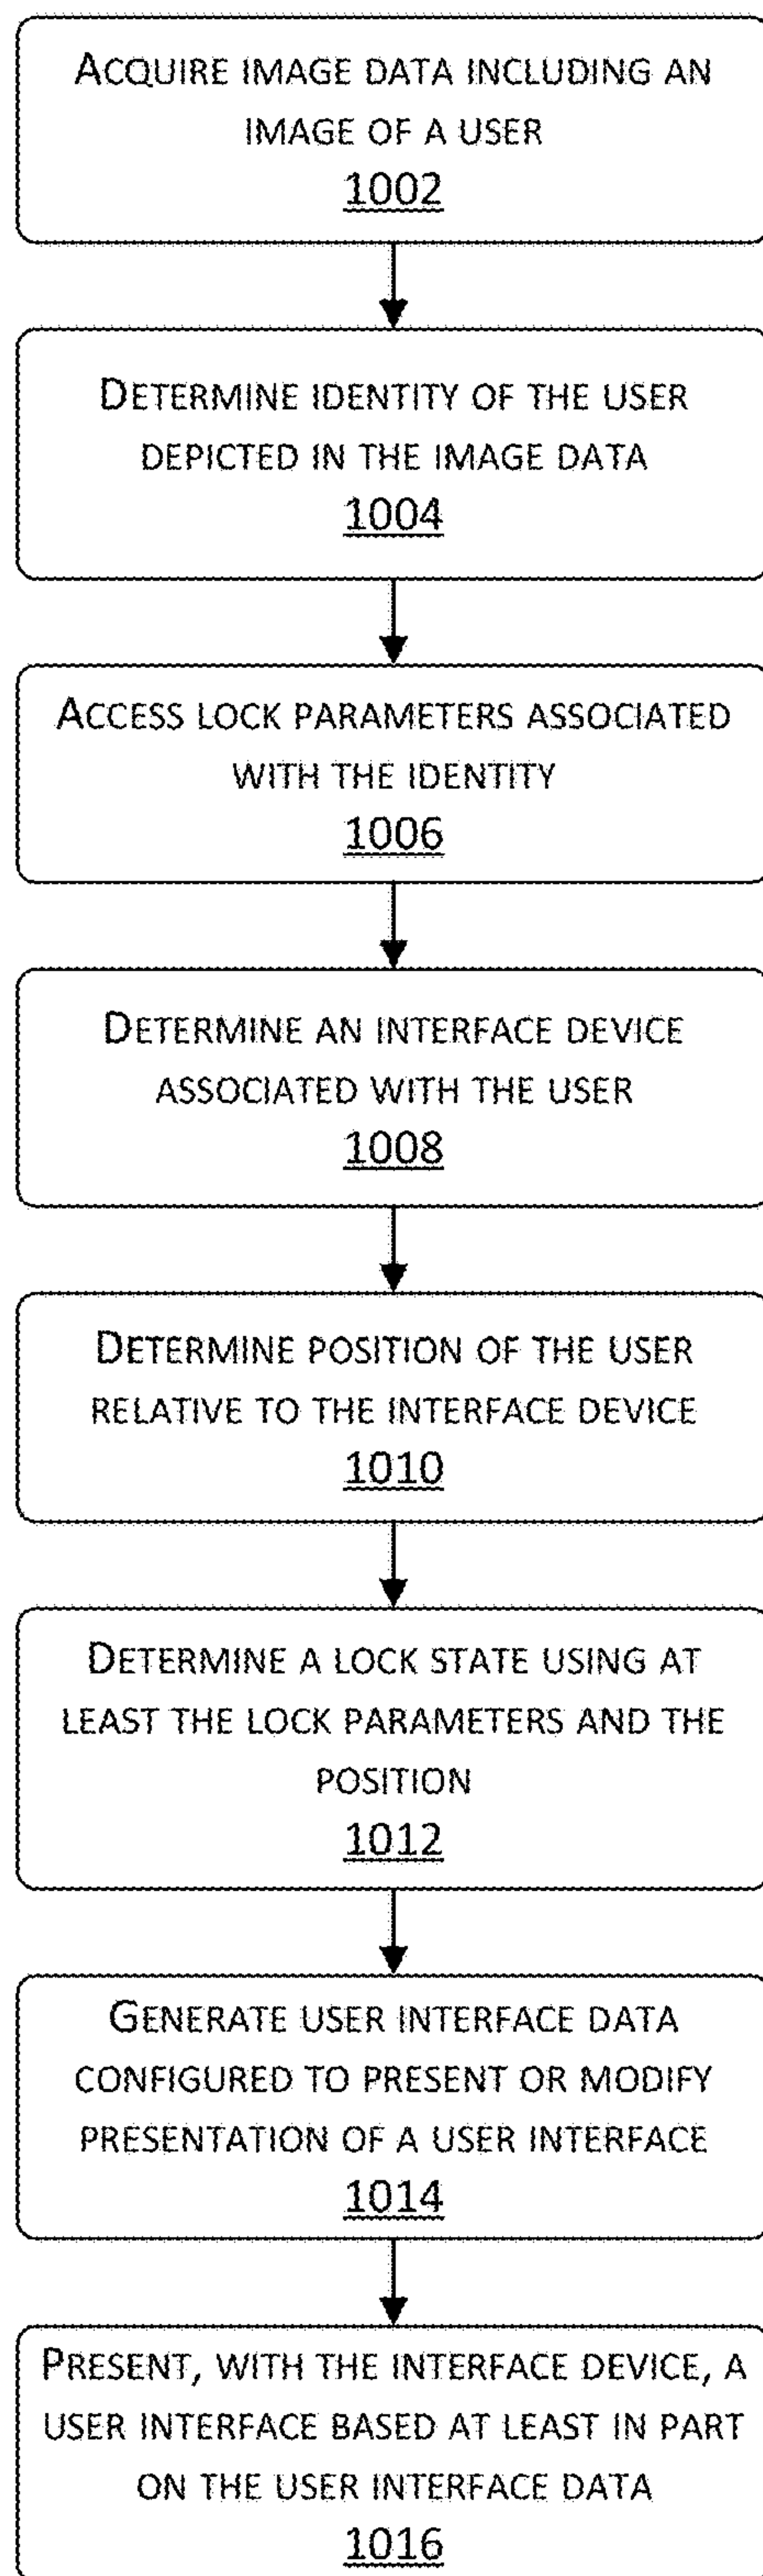 ACQUIRE IMAGE DATA INCLUDING AN
IMAGE OF A USER
1002
DETERMINE IDENTITY OF THE USER
DEPICTED IN THE IMAGE DATA
1004
ACCESS LOCK PARAMETERS ASSOCIATED
WITH THE IDENTITY
1006
DETERMINE AN INTERFACE DEVICE
ASSOCIATED WITH THE USER
1008
DETERMINE POSITION OF THE USER
RELATIVE TO THE INTERFACE DEVICE
1010
DETERMINE A LOCK STATE USING AT
LEAST THE LOCK PARAMETERS AND THE
POSITION
1012
GENERATE USER INTERFACE DATA
CONFIGURED TO PRESENT OR MODIFY
PRESENTATION OF A USER INTERFACE
1014
PRESENT, WITH THE INTERFACE DEVICE, A
USER INTERFACE BASED AT LEAST IN PART
ON THE USER INTERFACE DATA
1016